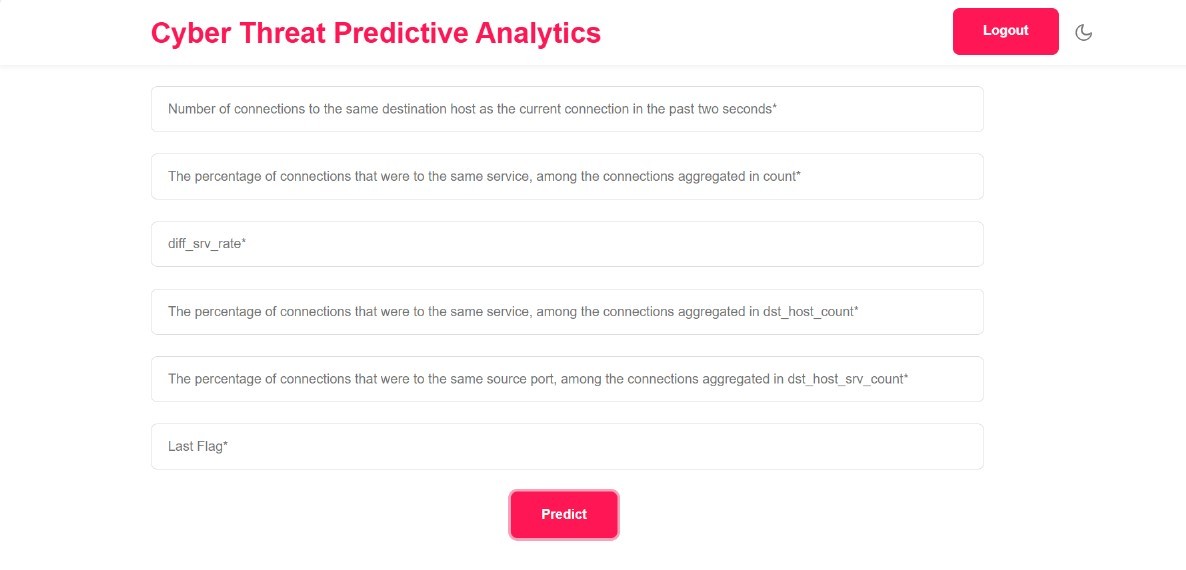 Cyber Threat Predictive Analytics
Logout
Number of connections to the same destination host as the current connection in the past two seconds*
The percentage of connections that were to the same service, among the connections aggregated in count*
diff_srv_rate*
The percentage of connections that were to the same service, among the connections aggregated in dst_host_count*
The percentage of connections that were to the same source port, among the connections aggregated in dst_host_srv_count*
Last Flag*
Predict